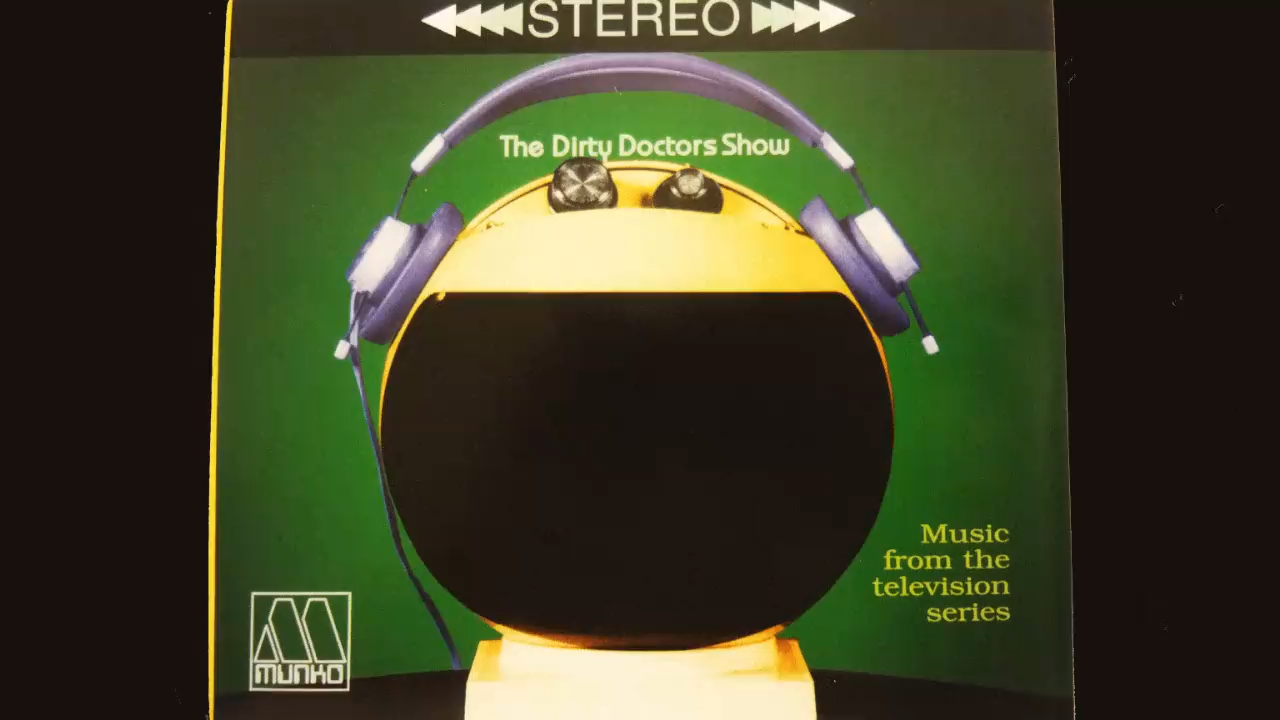 STEREO
The Dirty Doctors Show
Music
from the
television
series
MUNKO